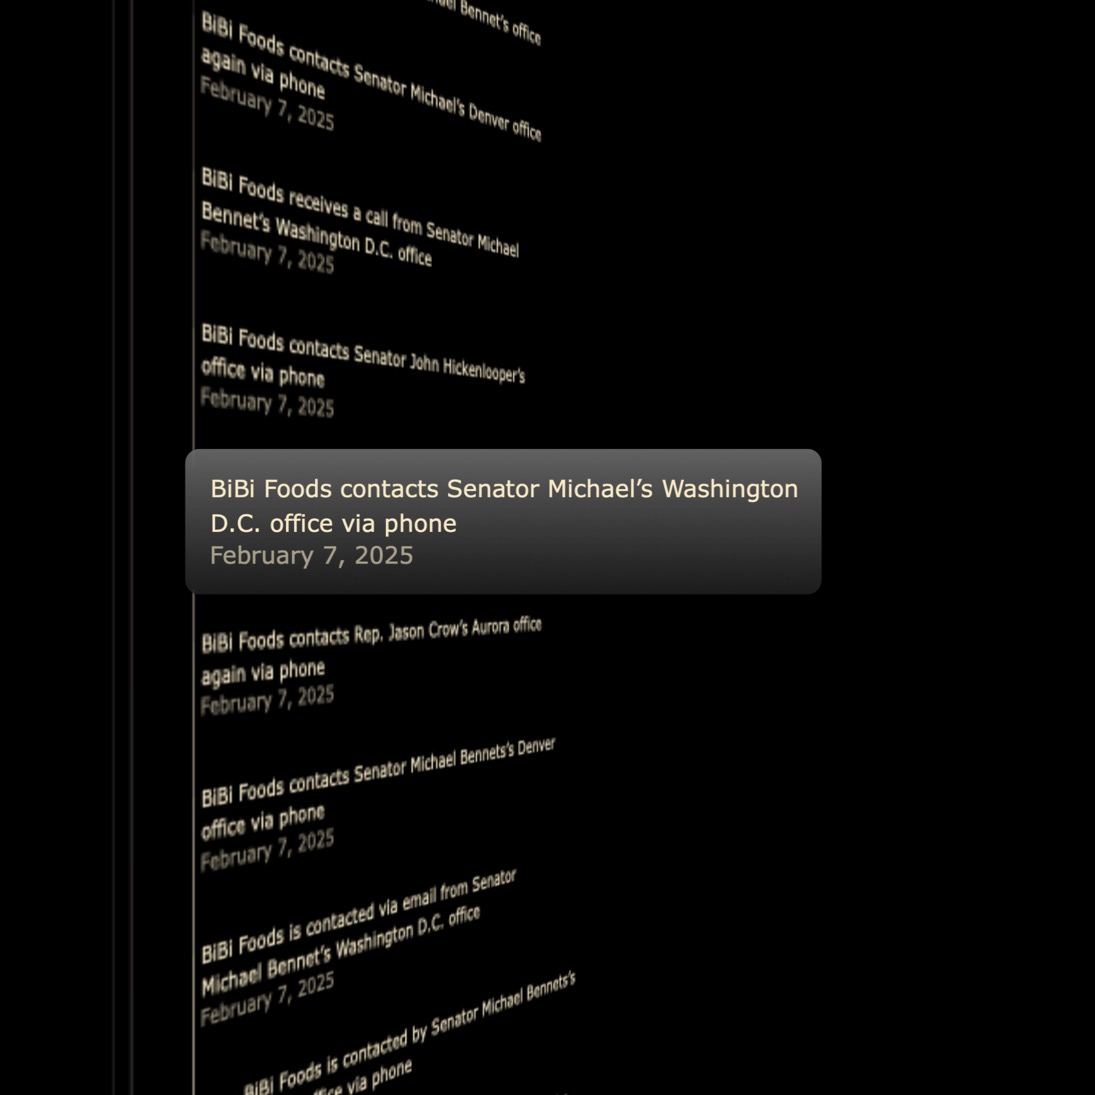 Bennet’s office
BiBi Foods contacts Senator Michael’s Denver office
again via phone
February 7, 2025
BiBi Foods receives a call from Senator Michael
Bennet’s Washington D.C. office
February 7, 2025
BiBi Foods contacts Senator John Hickenlooper’s
office via phone
February 7, 2025
BiBi Foods contacts Senator Michael’s Washington
D.C. office via phone
February 7, 2025
BiBi Foods contacts Rep. Jason Crow’s Aurora office
again via phone
February 7, 2025
BiBi Foods contacts Senator Michael Bennets’s Denver
office via phone
February 7, 2025
BiBi Foods is contacted via email from Senator
Michael Bennet’s Washington D.C. office
February 7, 2025
BiBi Foods is contacted by Senator Michael Bennets’s
via phone